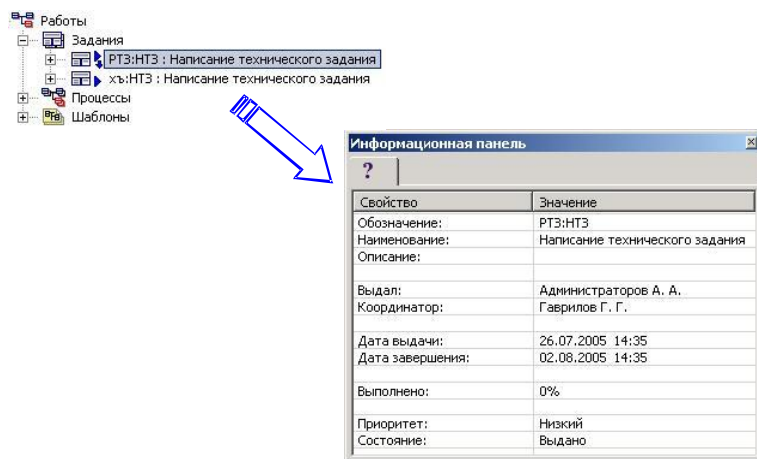 Работы
Задания
РТЗ:НТЗ : Написание технического задания
хъ:НТЗ : Написание технического задания
Процессы
Шаблоны
Информационная панель
?
Свойство Значение
Обозначение: РТЗ:НТЗ
Наименование: Написание технического задания
Описание:
Выдал: Администраторов А. А.
Координатор: Гаврилов Г. Г.
Дата выдачи: 26.07.2005 14:35
Дата завершения: 02.08.2005 14:35
Выполнено: 0%
Приоритет: Низкий
Состояние: Выдано